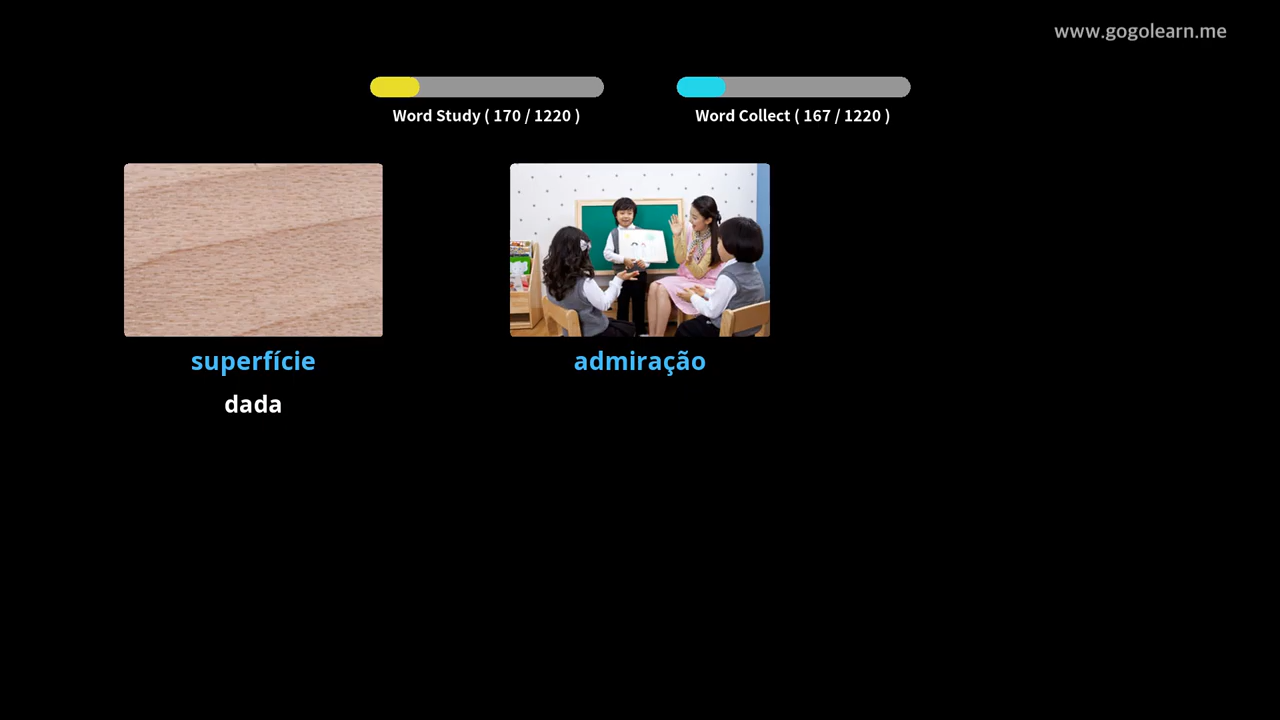 www.gogolearn.me
Word Study ( 170 / 1220 )
Word Collect ( 167 / 1220 )
superfície
admiração
dada